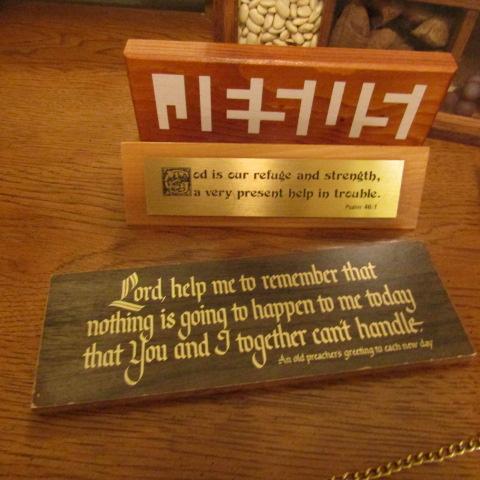 JESUS
God is our refuge and strength,
a very present help in trouble.
Psalm 46:1
Lord, help me to remember that
nothing is going to happen to me today
that You and I together can't handle.
An old preacher's greeting to each new day